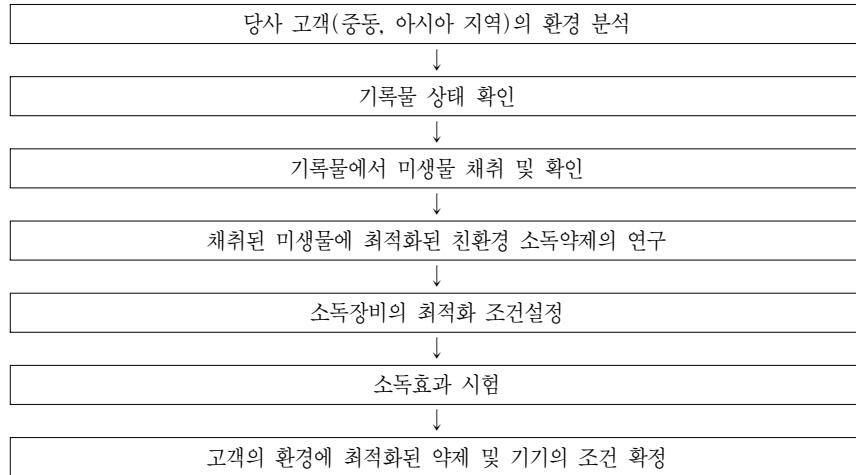 당사 고객(중동, 아시아 지역)의 환경 분석
↓
기록물 상태 확인
↓
기록물에서 미생물 채취 및 확인
↓
채취된 미생물에 최적화된 친환경 소독약제의 연구
↓
소독장비의 최적화 조건설정
↓
소독효과 시험
↓
고객의 환경에 최적화된 약제 및 기기의 조건 확정